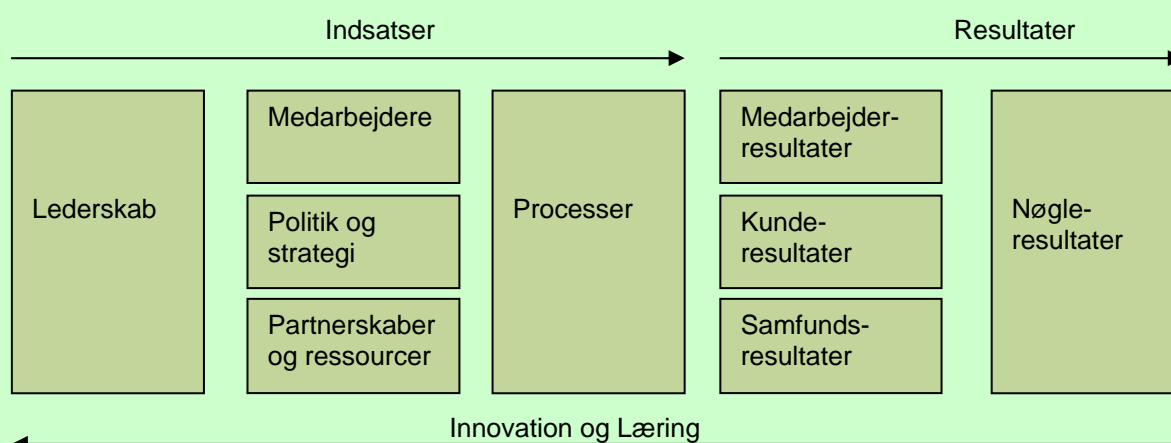 Indsatser
Resultater
Lederskab
Medarbejdere
Politik og
strategi
Partnerskaber
og ressourcer
Processer
Medarbejder-
resultater
Kunde-
resultater
Samfunds-
resultater
Nøgle-
resultater
Innovation og Læring